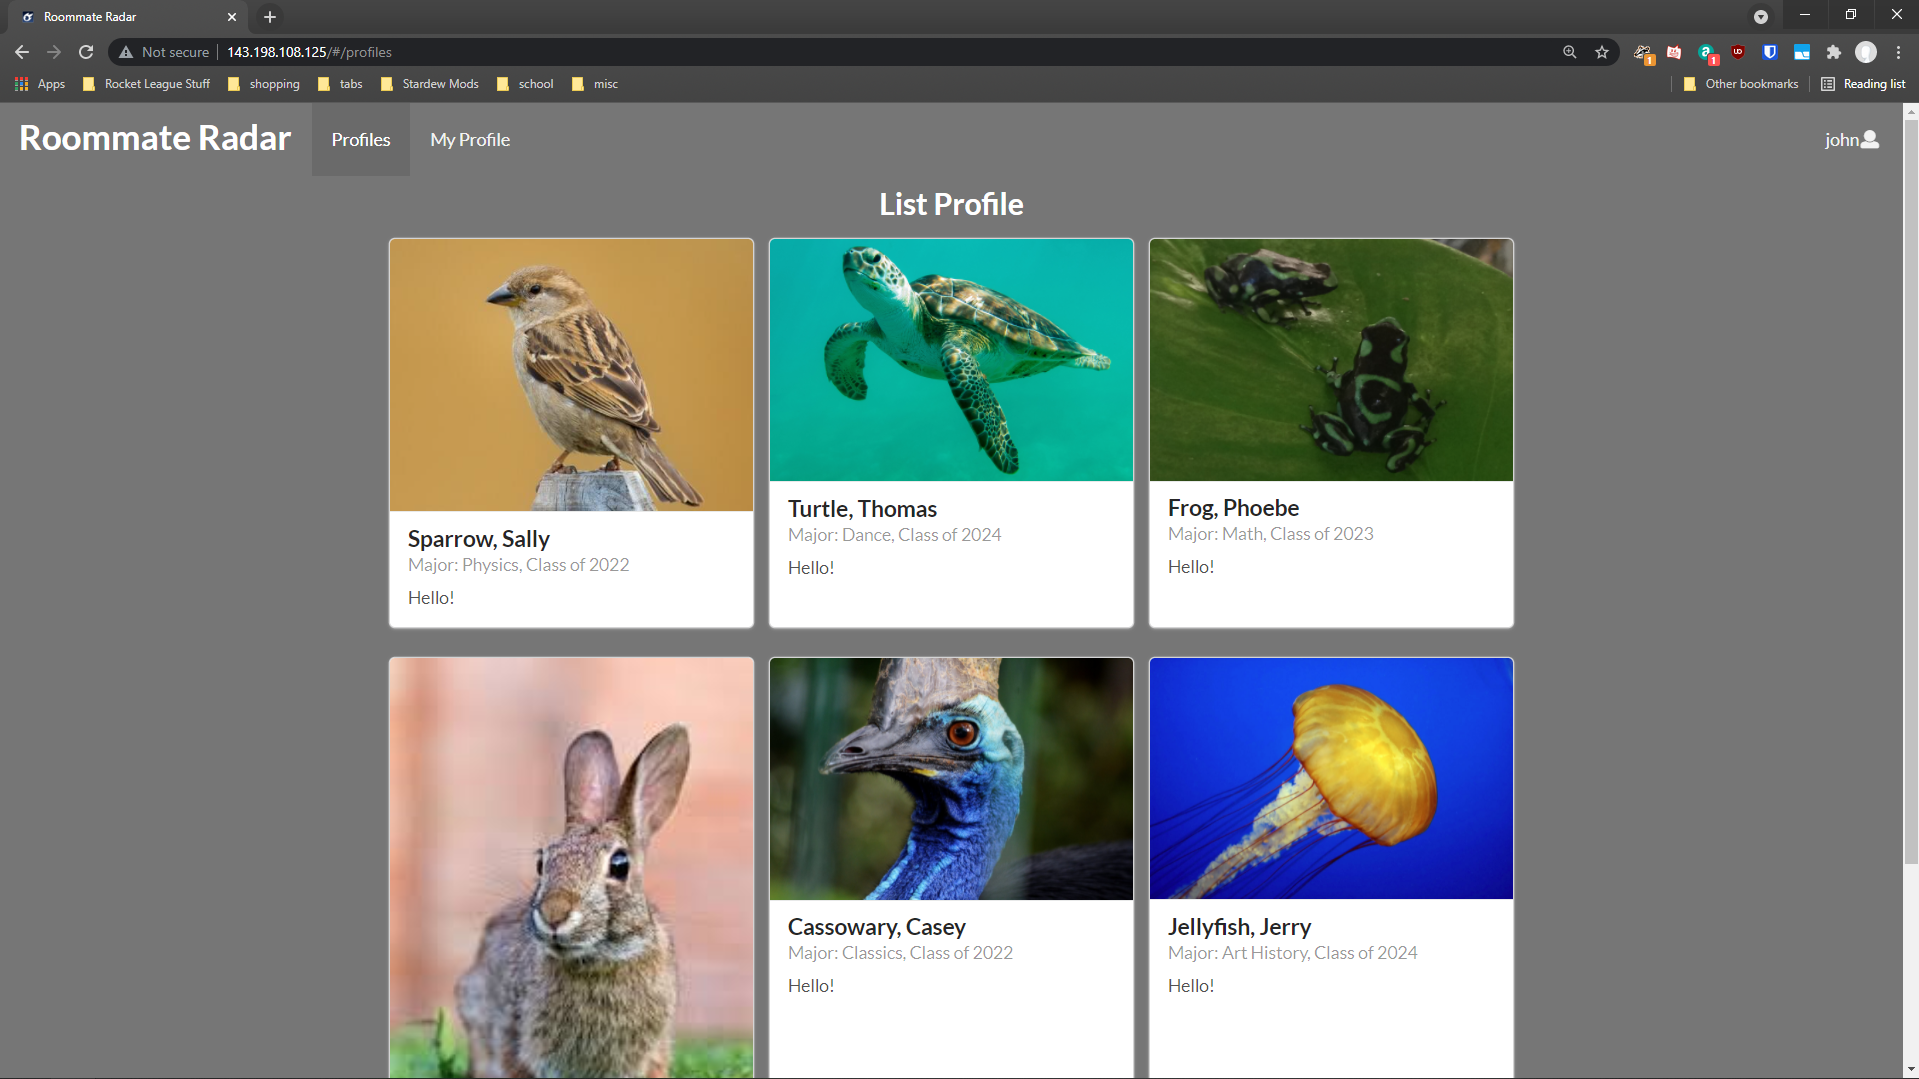 Roommate Radar
Not secure 143.198.108.125/#/profiles
1
1
Apps Rocket League Stuff shopping tabs Stardew Mods school misc Other bookmarks Reading list
Roommate Radar Profiles My Profile john
List Profile
Sparrow, Sally
Major: Physics, Class of 2022
Hello!
Turtle, Thomas
Major: Dance, Class of 2024
Hello!
Frog, Phoebe
Major: Math, Class of 2023
Hello!
Cassowary, Casey
Major: Classics, Class of 2022
Hello!
Jellyfish, Jerry
Major: Art History, Class of 2024
Hello!